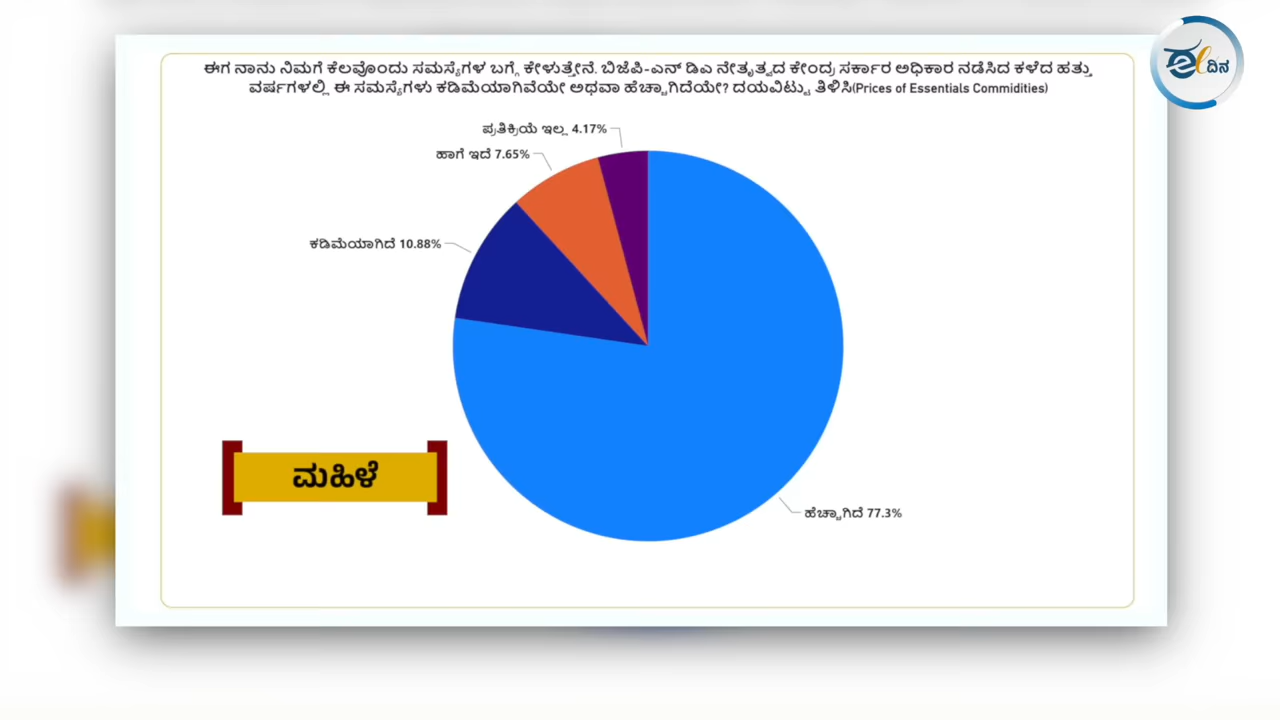 ಈಗ ನಾನು ನಿಮಗೆ ಕೆಲವೊಂದು ಸಮಸ್ಯೆಗಳ ಬಗ್ಗೆ ಕೇಳುತ್ತೇನೆ. ಬಿಜೆಪಿ-ಎನ್ ಡಿಎ ನೇತೃತ್ವದ ಕೇಂದ್ರ ಸರ್ಕಾರ ಅಧಿಕಾರ ನಡೆಸಿದ ಕಳೆದ ಹತ್ತು
ವರ್ಷಗಳಲ್ಲಿ ಈ ಸಮಸ್ಯೆಗಳು ಕಡಿಮೆಯಾಗಿವೆಯೇ ಅಥವಾ ಹೆಚ್ಚಾಗಿದೆಯೇ? ದಯವಿಟ್ಟು ತಿಳಿಸಿ(Prices of Essentials Commidities)
ಪ್ರತಿಕ್ರಿಯೆ ಇಲ್ಲ 4.17%
ಹಾಗೆ ಇದೆ 7.65%
ಕಡಿಮೆಯಾಗಿದೆ 10.88%
ಮಹಿಳೆ
ಹೆಚ್ಚಾಗಿದೆ 77.3%
ಈ ದಿನ